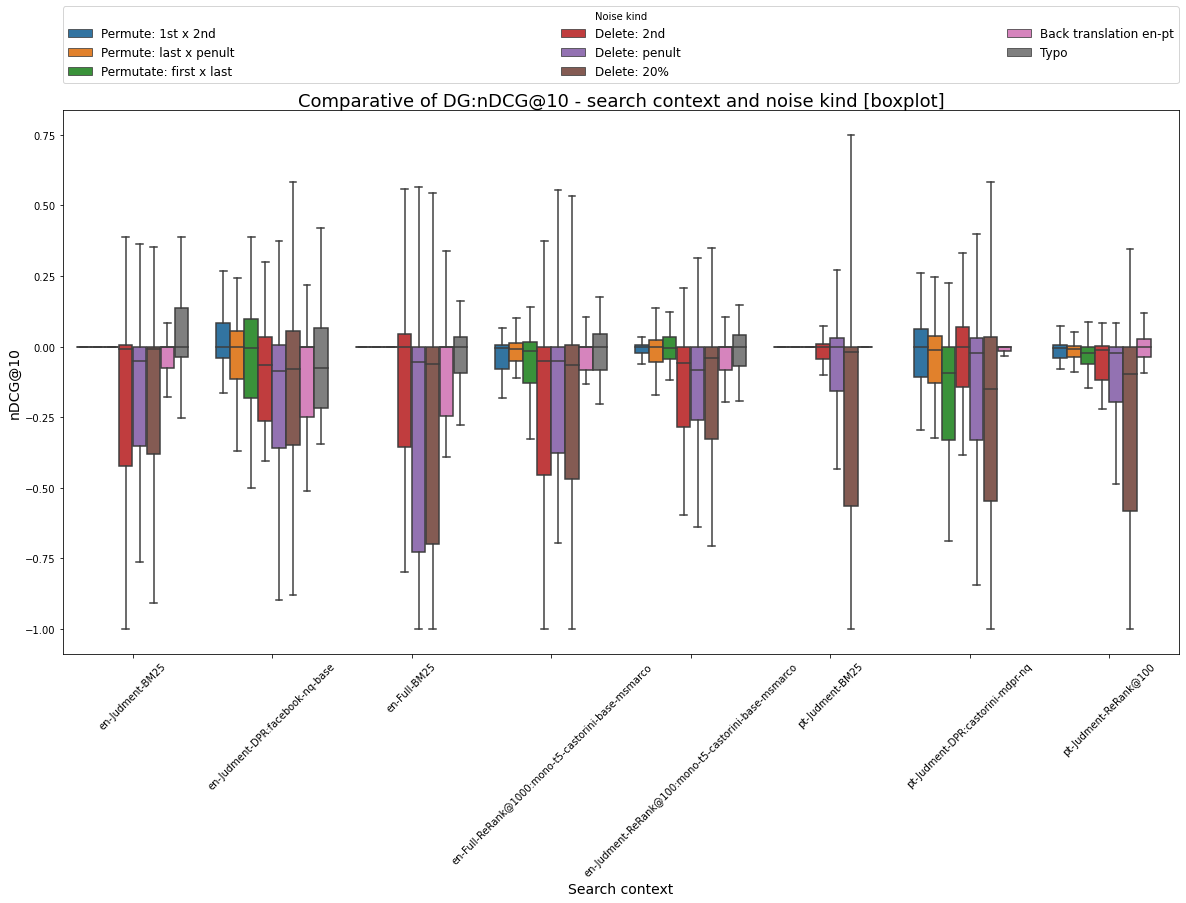 Noise kind
Permute: 1st x 2nd
Permute: last x penult
Permutate: first x last
Delete: 2nd
Delete: penult
Delete: 20%
Back translation en-pt
Typo
Comparative of DG:nDCG@10 - search context and noise kind [boxplot]
nDCG@10
0.75
0.50
0.25
0.00
−0.25
−0.50
−0.75
−1.00
en-Judment-BM25
en-Judment-DPR:facebook-nq-base
en-Full-BM25
en-Full-ReRank@1000:mono-t5-castorini-base-msmarco
en-Judment-ReRank@100:mono-t5-castorini-base-msmarco
pt-Judment-BM25
pt-Judment-DPR:castorini-mdpr-nq
pt-Judment-ReRank@100
Search context